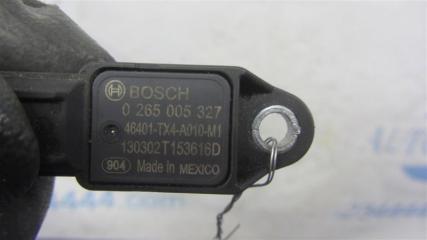 BOSCH
0 265 005 327
46401-TX4-A010-M1
130302T153616D
904 Made in MEXICO